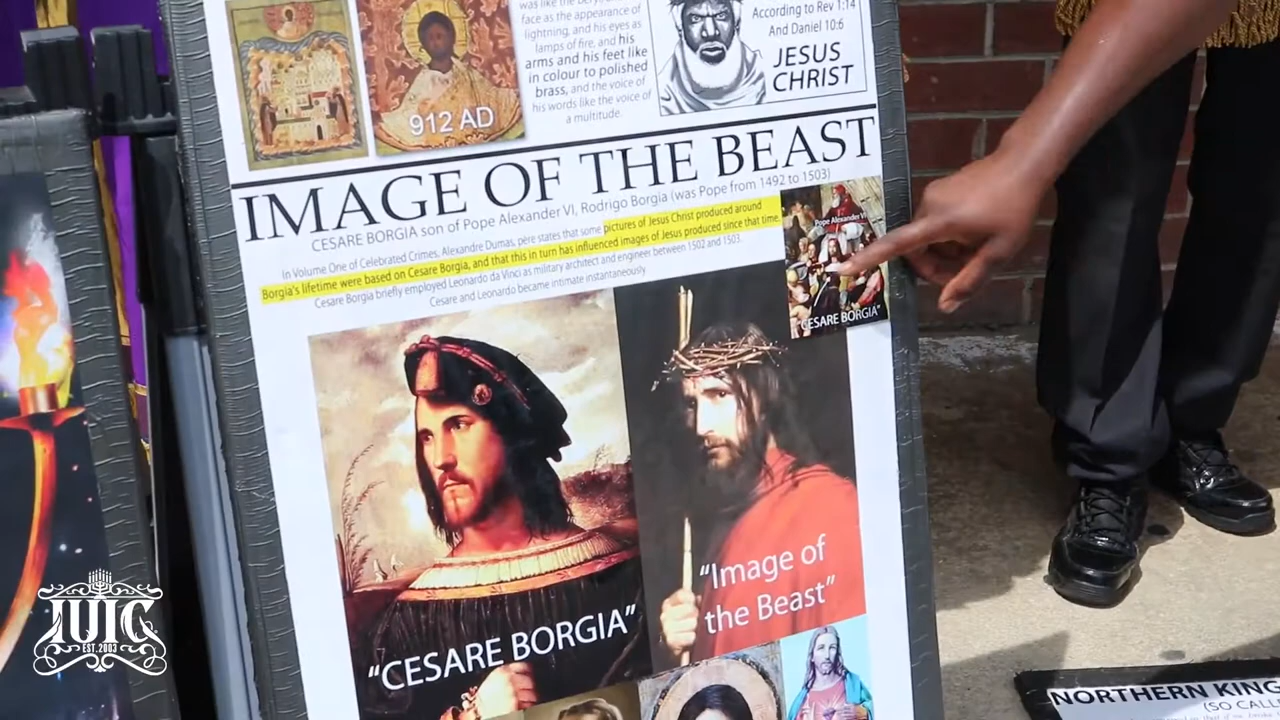 was like the beryl, and his
face as the appearance of
lightning, and his eyes as
lamps of fire, and his
arms and his feet like
in colour to polished
brass, and the voice of
his words like the voice of
a multitude.
912 AD
According to Rev 1:14
And Daniel 10:6
JESUS
CHRIST
IMAGE OF THE BEAST
CESARE BORGIA son of Pope Alexander VI, Rodrigo Borgia (was Pope from 1492 to 1503)
In Volume One of Celebrated Crimes, Alexandre Dumas, pere states that some pictures of Jesus Christ produced around
Borgia's lifetime were based on Cesare Borgia, and that this in turn has influenced images of Jesus produced since that time.
Cesare Borgia briefly employed Leonardo da Vinci as military architect and engineer between 1502 and 1503.
Cesare and Leonardo became intimate instantaneously
Pope Alexander VI
"CESARE BORGIA"
"CESARE BORGIA"
"Image of
the Beast"
IUIC
EST. 2003
NORTHERN KING
(SO CALL